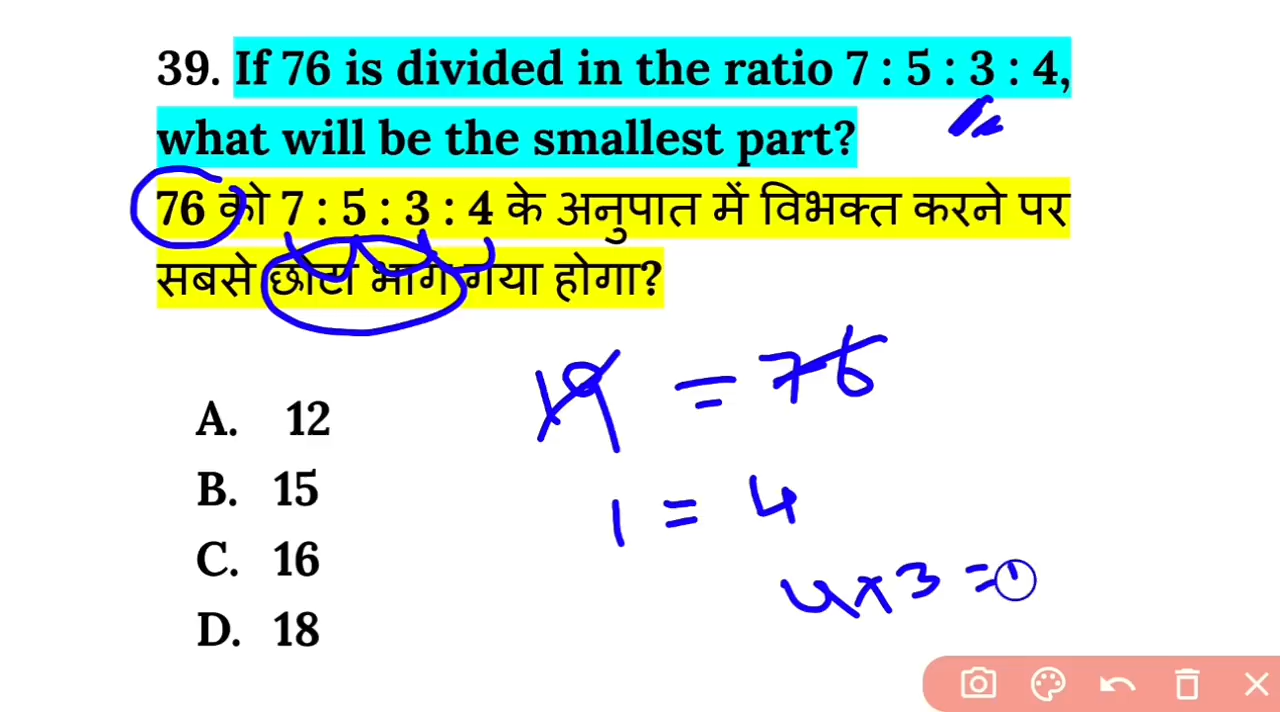 39. If 76 is divided in the ratio 7 : 5 : 3 : 4,
what will be the smallest part?
76 को 7 : 5 : 3 : 4 के अनुपात में विभक्त करने पर
सबसे छोटा भाग गया होगा?
A. 12
B. 15
C. 16
D. 18
19 = 76
1 = 4
4 x 3 = 1